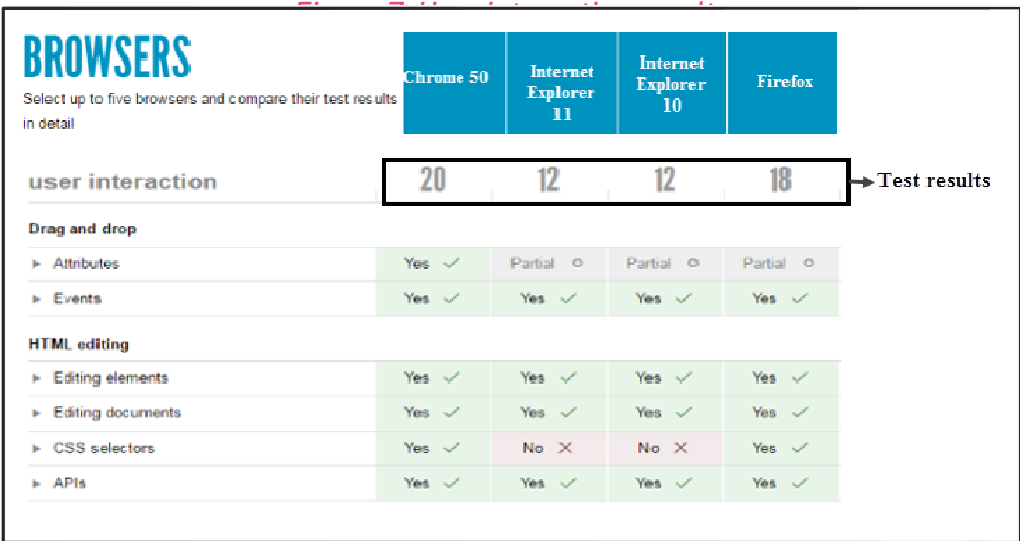 BROWSERS
Select up to five browsers and compare their test results
in detail
Chrome 50
Internet
Explorer
11
Internet
Explorer
10
Firefox
user interaction 20 12 12 18 Test results
Drag and drop
Attributes Yes Partial Partial Partial
Events Yes Yes Yes Yes
HTML editing
Editing elements Yes Yes Yes Yes
Editing documents Yes Yes Yes Yes
CSS selectors Yes No No Yes
APIs Yes Yes Yes Yes